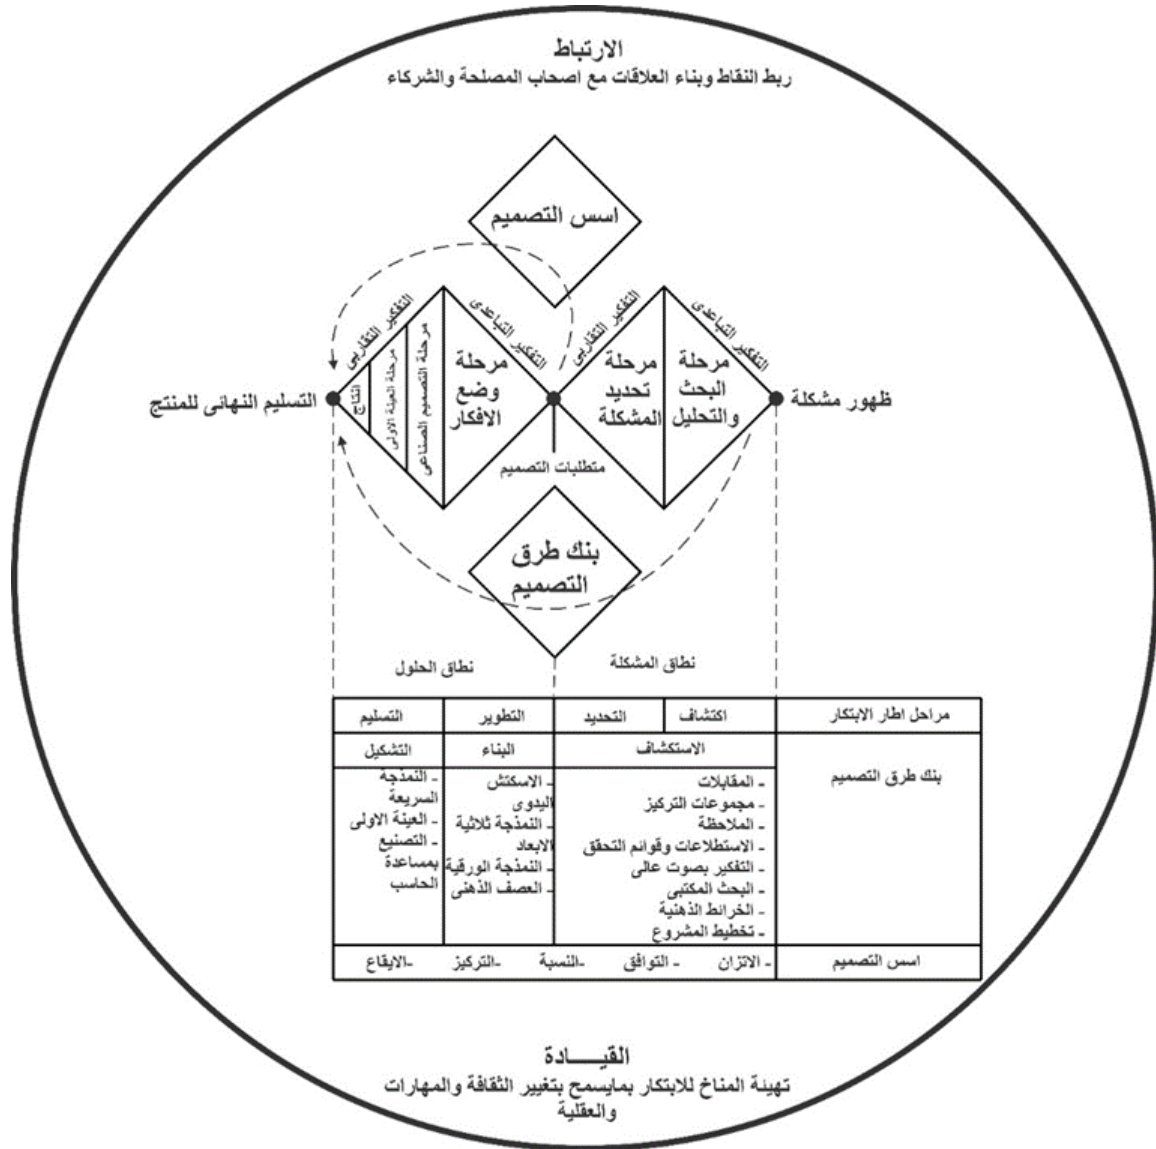 الارتباط
ربط النقاط وبناء العلاقات مع اصحاب المصلحة والشركاء
اسس التصميم
التفكير التباعدى
التفكير التقاربى
التفكير التباعدى
التفكير التقاربى
ظهور مشكلة
مرحلة
البحث
والتحليل
مرحلة
تحديد
المشكلة
مرحلة
وضع
الافكار
مرحلة التصميم الصناعى
مرحلة العينة الاولى
انتاج
التسليم النهائى للمنتج
متطلبات التصميم
بنك طرق
التصميم
نطاق المشكلة
نطاق الحلول
مراحل اطار الابتكار
اكتشاف
التحديد
التطوير
التسليم
بنك طرق التصميم
الاستكشاف
البناء
التشكيل
- المقابلات
- مجموعات التركيز
- الملاحظة
- الاستطلاعات وقوائم التحقق
- التفكير بصوت عالى
- البحث المكتبى
- الخرائط الذهنية
- تخطيط المشروع
- الاسكتش
اليدوى
- النمذجة ثلاثية
الابعاد
- النمذجة الورقية
- العصف الذهنى
- النمذجة
السريعة
- العينة الاولى
- التصنيع
بمساعدة
الحاسب
اسس التصميم
- الاتزان - التوافق -النسبة -التركيز -الايقاع
القيـــــادة
تهيئة المناخ للابتكار بمايسمح بتغيير الثقافة والمهارات
والعقلية